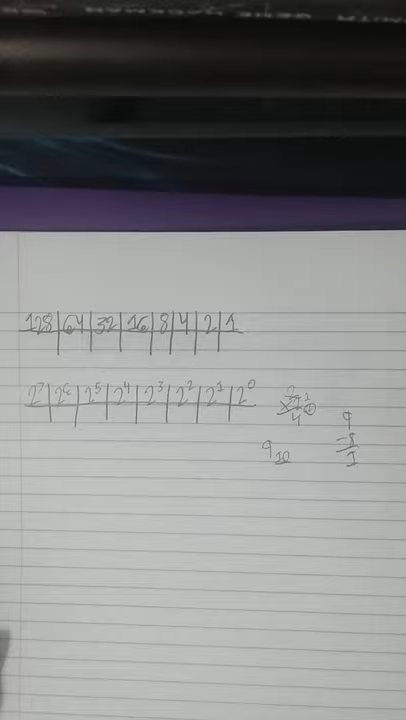 128 | 64 | 32 | 16 | 8 | 4 | 2 | 1
2⁷ | 2⁶ | 2⁵ | 2⁴ | 2³ | 2² | 2¹ | 2⁰
4
9
9₁₀
-8
1